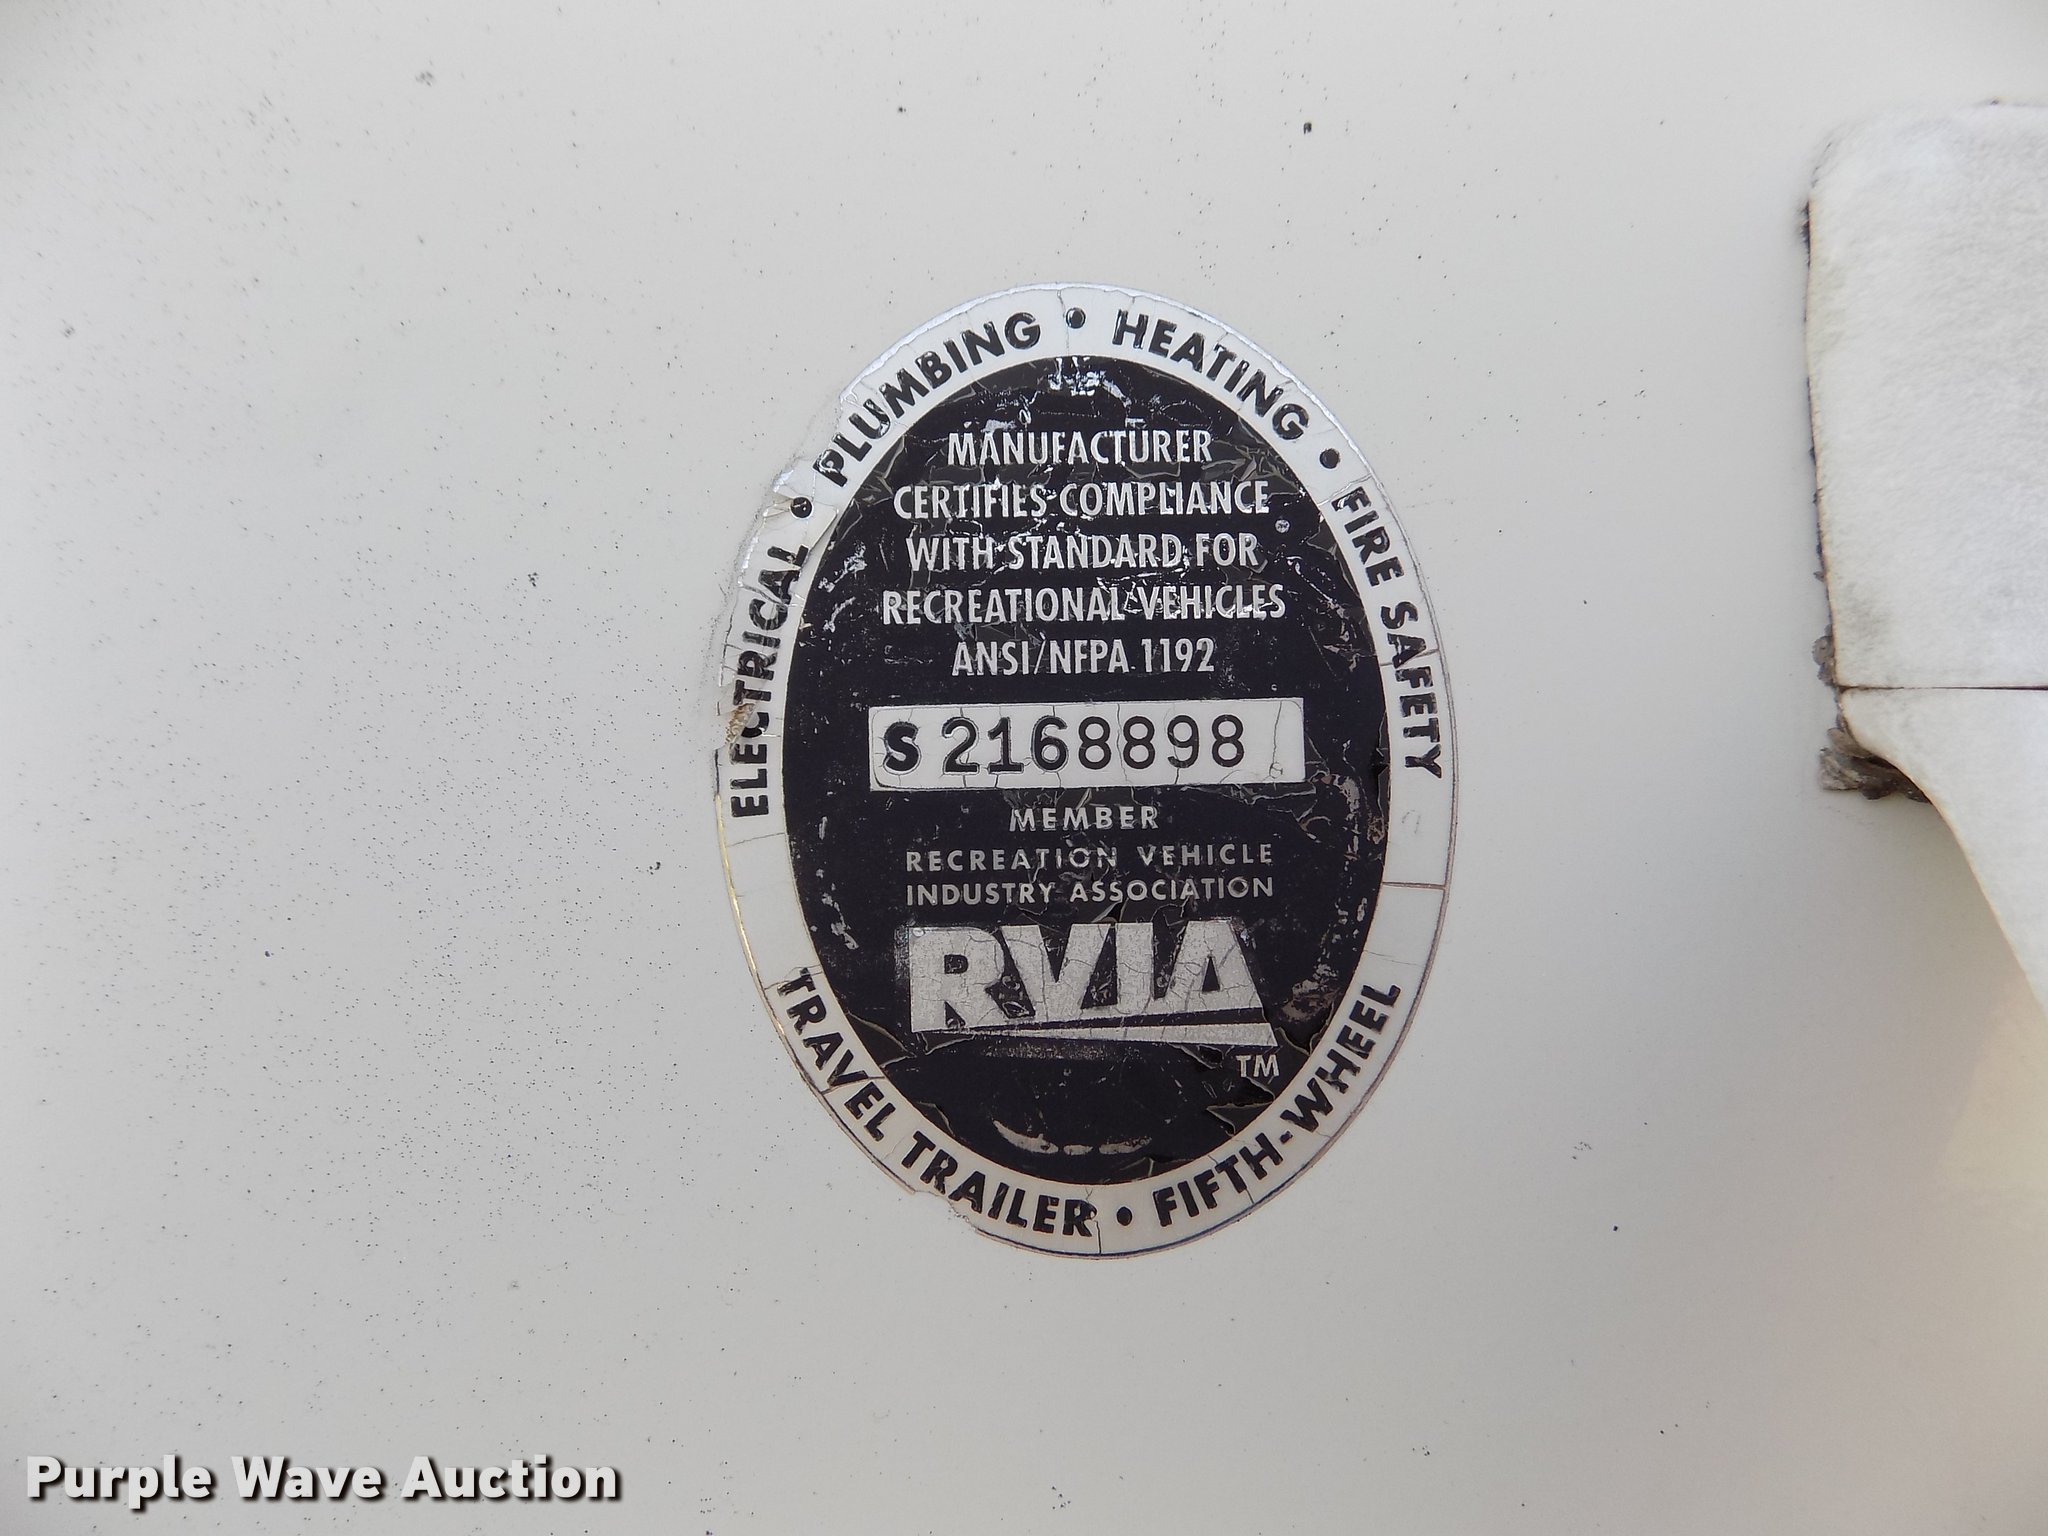 ELECTRICAL • PLUMBING • HEATING • FIRE SAFETY
MANUFACTURER
CERTIFIES COMPLIANCE
WITH STANDARD FOR
RECREATIONAL VEHICLES
ANSI/NFPA 1192
S 2168898
MEMBER
RECREATION VEHICLE
INDUSTRY ASSOCIATION
RVIA
TM
TRAVEL TRAILER • FIFTH-WHEEL
Purple Wave Auction